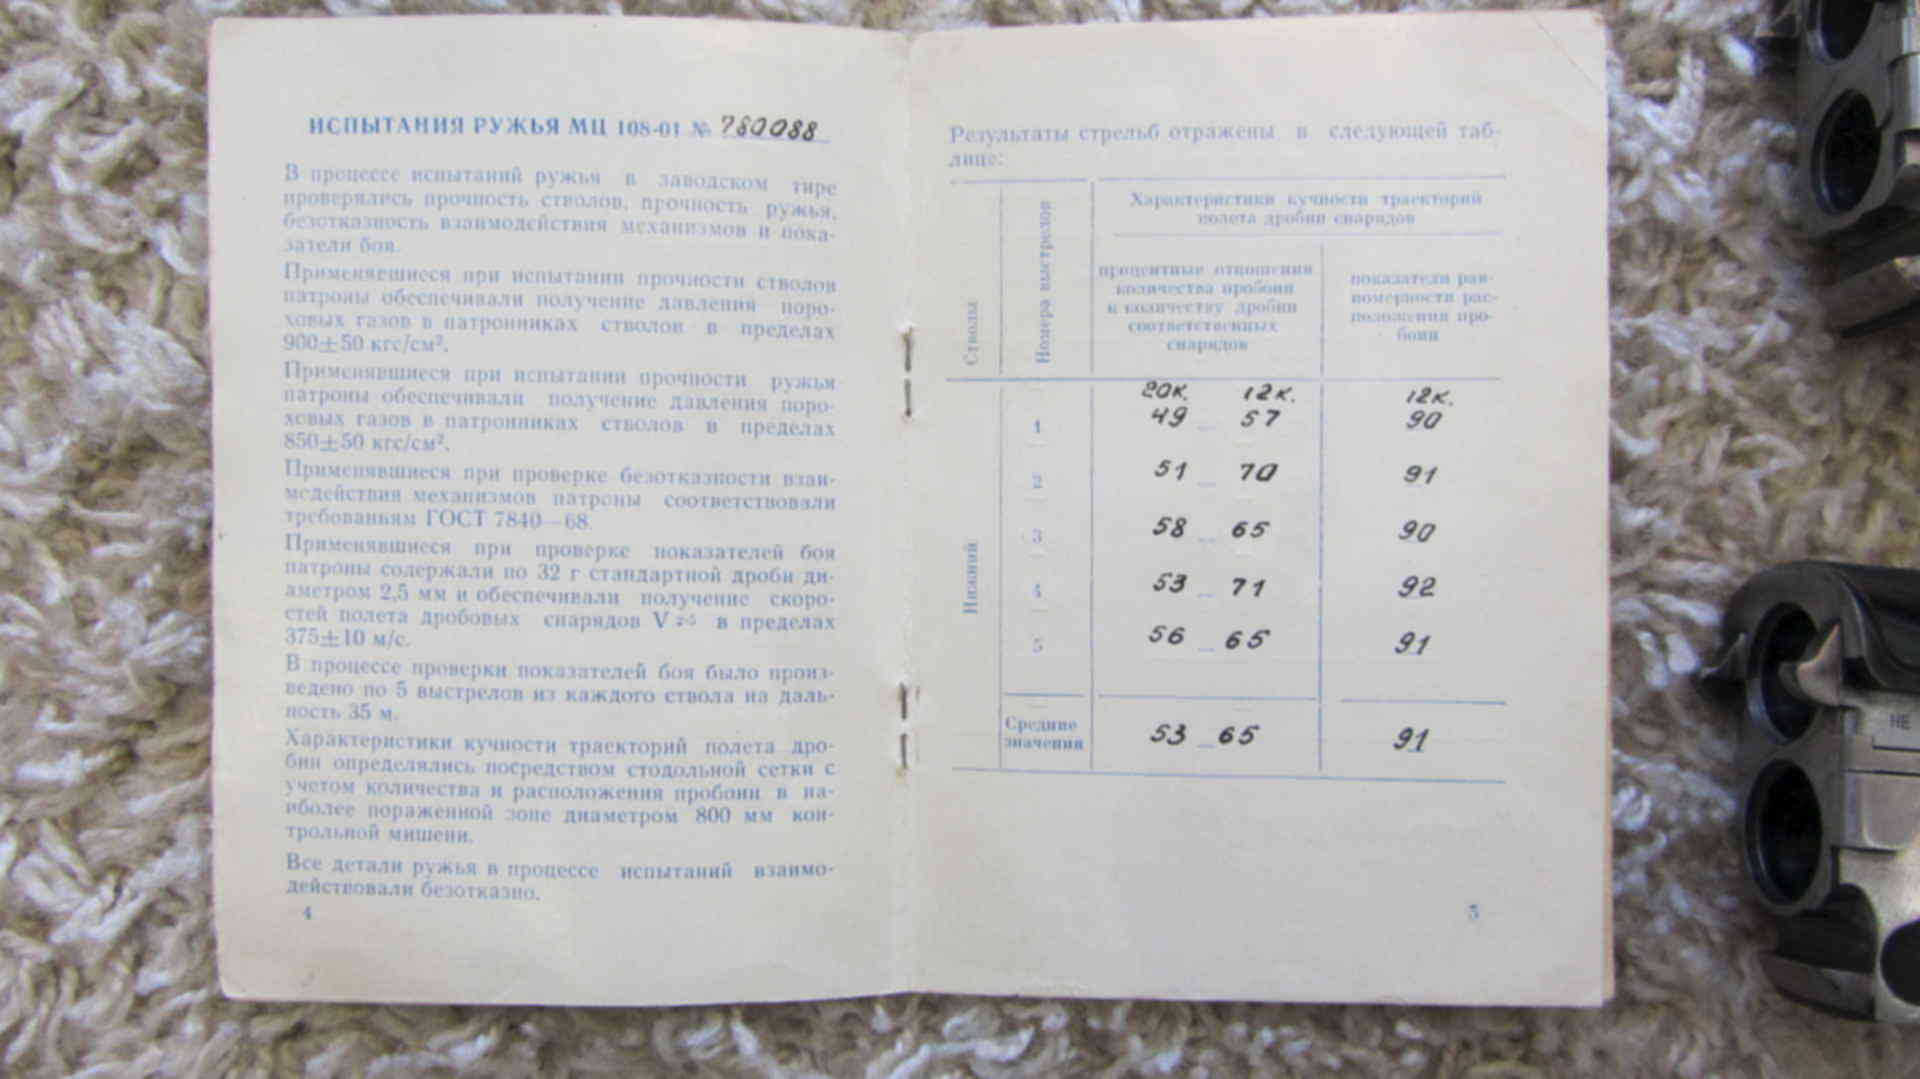 ИСПЫТАНИЯ РУЖЬЯ МЦ 108-01 № 780088
В процессе испытаний ружья в заводском тире
проверялись прочность стволов, прочность ружья,
безотказность взаимодействия механизмов и пока-
затели боя.
Применявшиеся при испытании прочности стволов
патроны обеспечивали получение давления поро-
ховых газов в патронниках стволов в пределах
900±50 кгс/см².
Применявшиеся при испытании прочности ружья
патроны обеспечивали получение давления поро-
ховых газов в патронниках стволов в пределах
850±50 кгс/см².
Применявшиеся при проверке безотказности взаи-
модействия механизмов патроны соответствовали
требованиям ГОСТ 7840—68.
Применявшиеся при проверке показателей боя
патроны содержали по 32 г стандартной дроби ди-
аметром 2,5 мм и обеспечивали получение скоро-
стей полета дробовых снарядов V в пределах
375±10 м/с.
В процессе проверки показателей боя было произ-
ведено по 5 выстрелов из каждого ствола на даль-
ность 35 м.
Характеристики кучности траекторий полета дро-
бин определялись посредством стодольной сетки с
учетом количества и расположения пробоин в на-
иболее пораженной зоне диаметром 800 мм кон-
трольной мишени.
Все детали ружья в процессе испытаний взаимо-
действовали безотказно.
4
Результаты стрельб отражены в следующей таб-
лице:
Стволы
Номера выстрелов
Характеристики кучности траекторий
полета дробин снарядов
процентные отношения
количества пробоин
к количеству дробин
соответственных
снарядов
показатели рав-
номерности рас-
положения про-
боин
20к. 12к. 12к.
Нижний
1 49 57 90
2 51 70 91
3 58 65 90
4 53 71 92
5 56 65 91
Средние
значения
53 65 91
5
НЕ